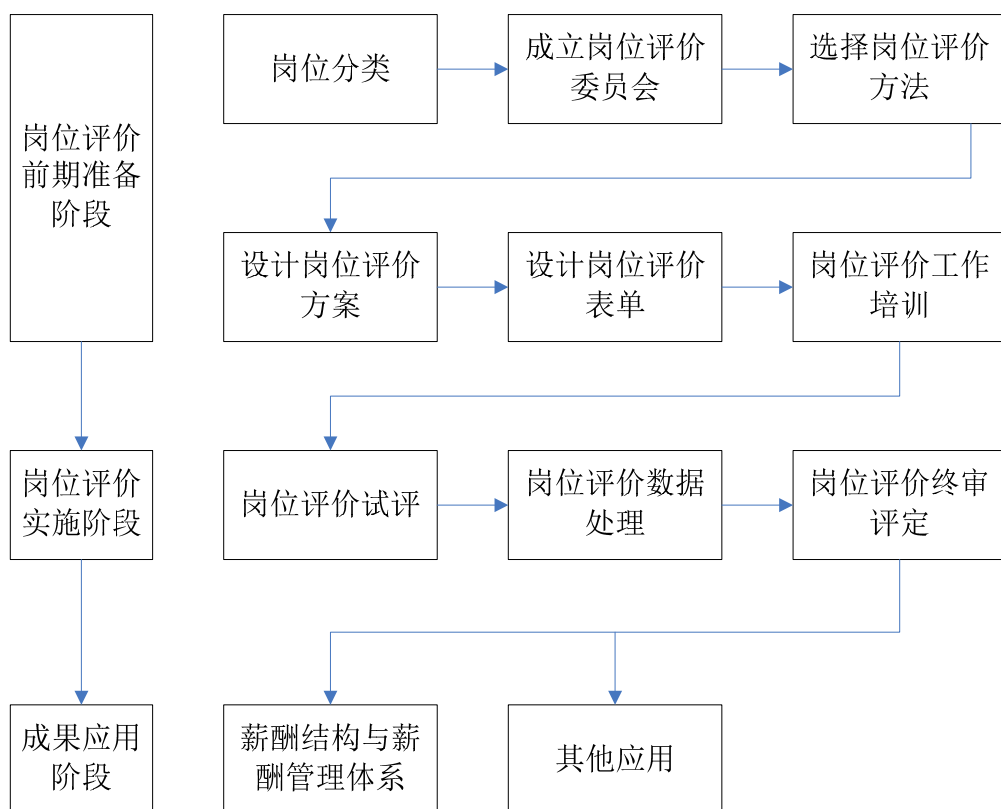 岗位评价
前期准备
阶段
岗位分类
成立岗位评价
委员会
选择岗位评价
方法
设计岗位评价
方案
设计岗位评价
表单
岗位评价工作
培训
岗位评价
实施阶段
岗位评价试评
岗位评价数据
处理
岗位评价终审
评定
成果应用
阶段
薪酬结构与薪
酬管理体系
其他应用